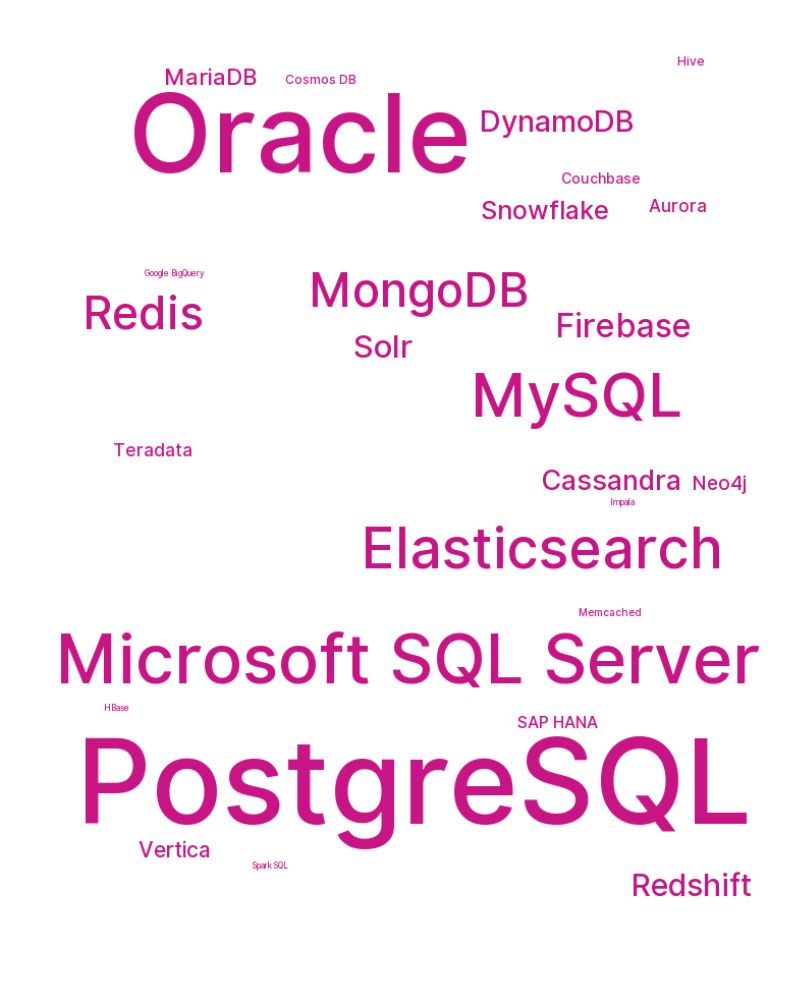 Hive
MariaDB
Cosmos DB
Oracle
DynamoDB
Couchbase
Snowflake
Aurora
Google BigQuery
MongoDB
Redis
Firebase
Solr
MySQL
Teradata
Cassandra
Neo4j
Impala
Elasticsearch
Memcached
Microsoft SQL Server
HBase
SAP HANA
PostgreSQL
Vertica
Spark SQL
Redshift